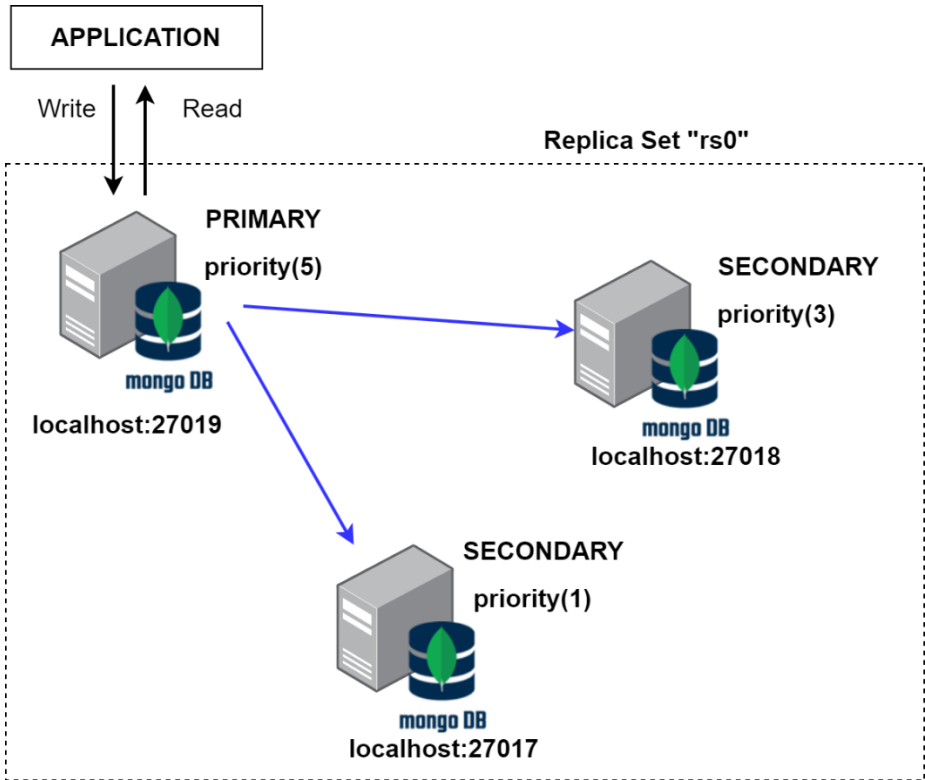 APPLICATION
Write
Read
Replica Set "rs0"
PRIMARY
priority(5)
mongo DB
localhost:27019
SECONDARY
priority(3)
mongo DB
localhost:27018
SECONDARY
priority(1)
mongo DB
localhost:27017